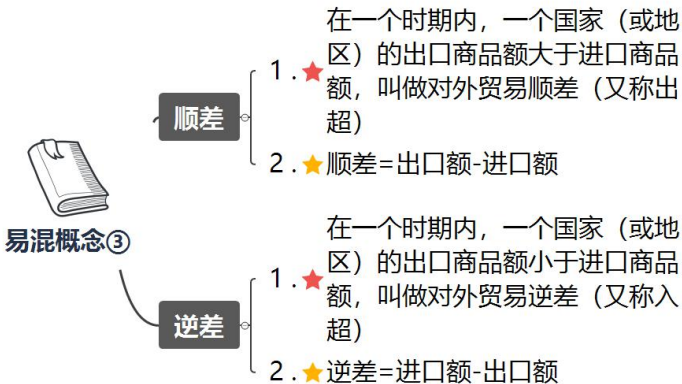 在一个时期内，一个国家（或地
区）的出口商品额大于进口商品
1.
额，叫做对外贸易顺差（又称出
超）
顺差
2. 顺差=出口额-进口额
易混概念③
在一个时期内，一个国家（或地
区）的出口商品额小于进口商品
1.
额，叫做对外贸易逆差（又称入
超）
逆差
2. 逆差=进口额-出口额